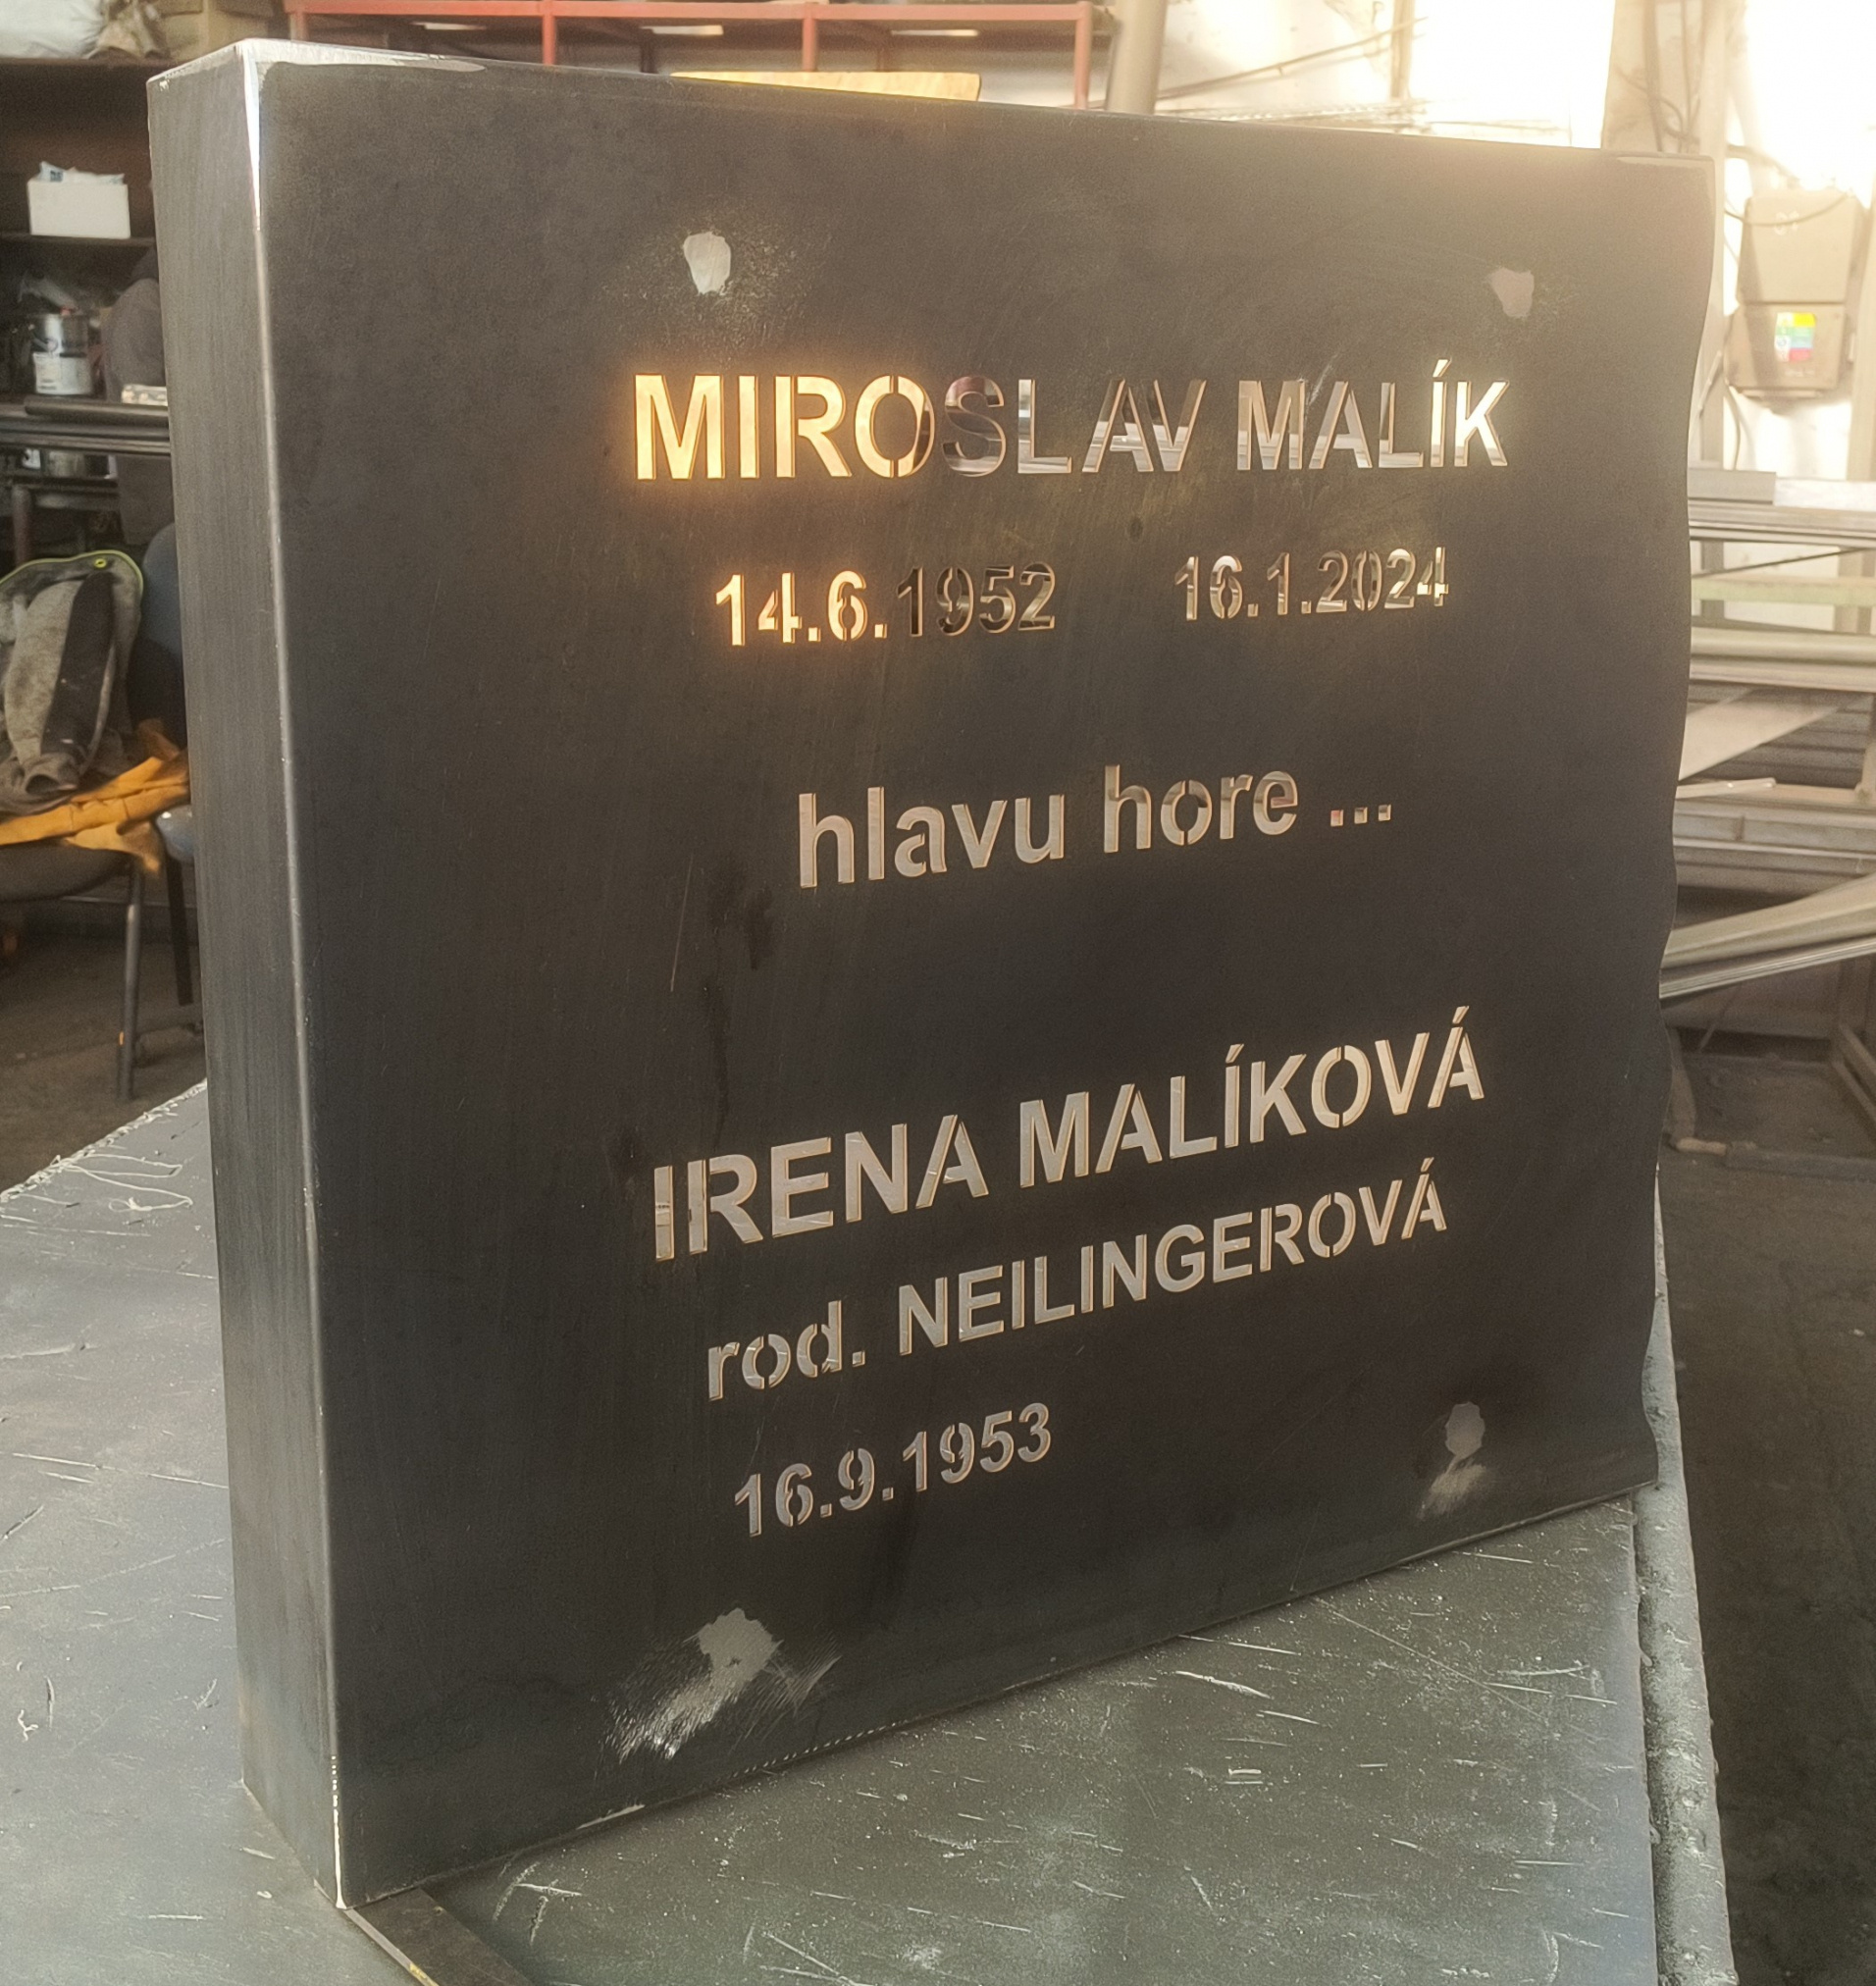 MIROSLAV MALÍK
14.6.1952 16.1.2024
hlavu hore ...
IRENA MALÍKOVÁ
rod. NEILINGEROVÁ
16.9.1953